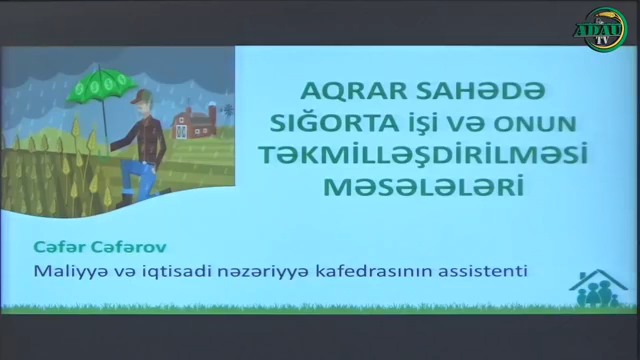 ADAU
TV
AQRAR SAHƏDƏ
SIĞORTA İŞİ VƏ ONUN
TƏKMİLLƏŞDİRİLMƏSİ
MƏSƏLƏLƏRİ
Cəfər Cəfərov
Maliyyə və iqtisadi nəzəriyyə kafedrasının assistenti